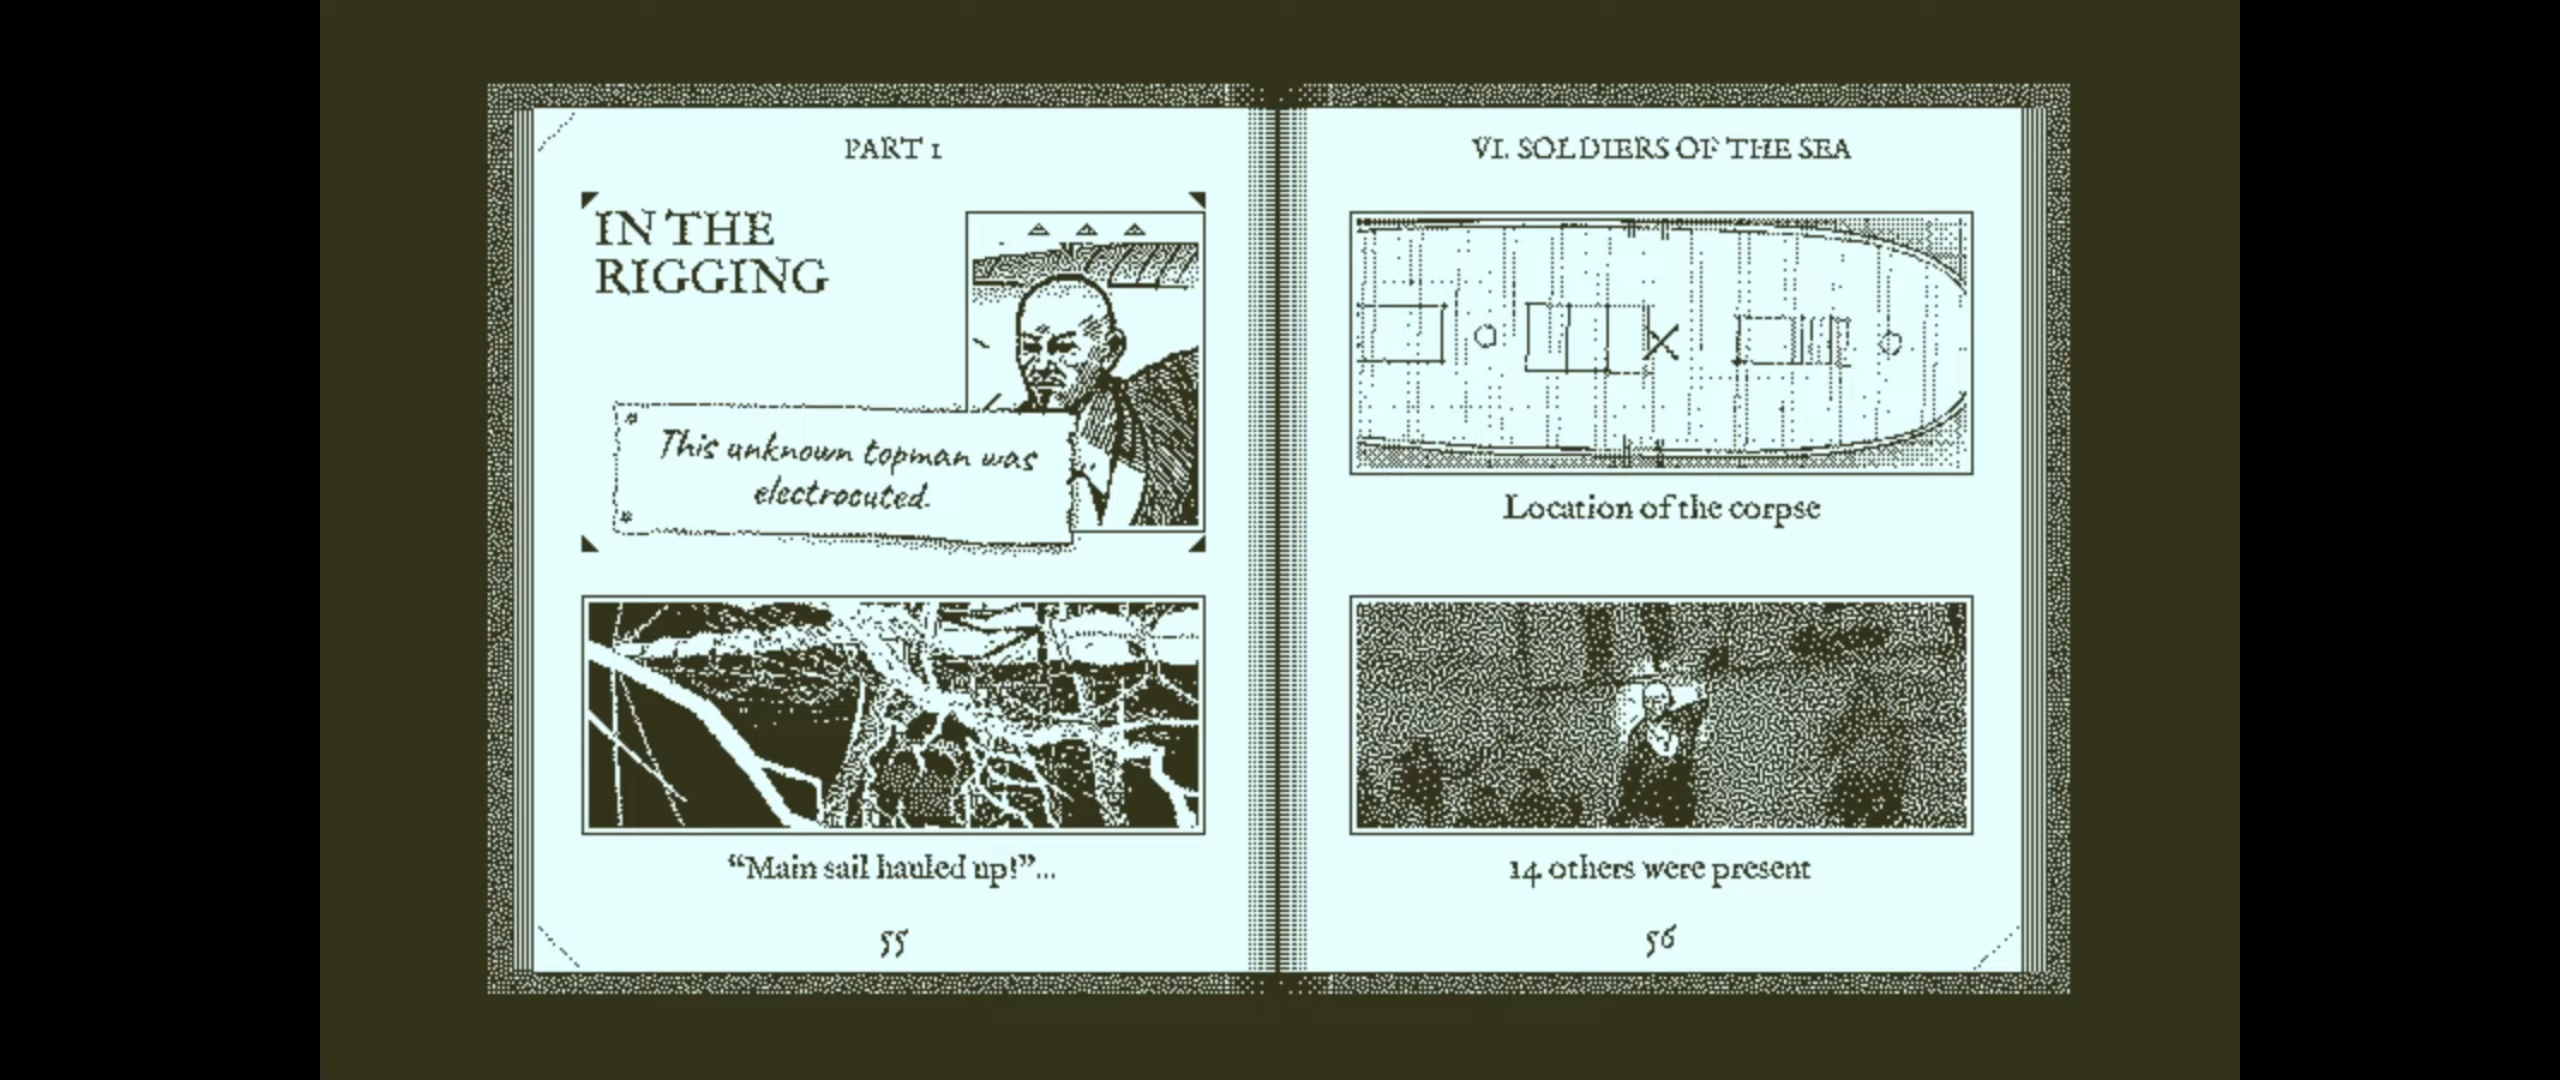 PART 1
IN THE
RIGGING
This unknown topman was
electrocuted.
"Main sail hauled up!"...
55
VI. SOLDIERS OF THE SEA
Location of the corpse
14 others were present
56